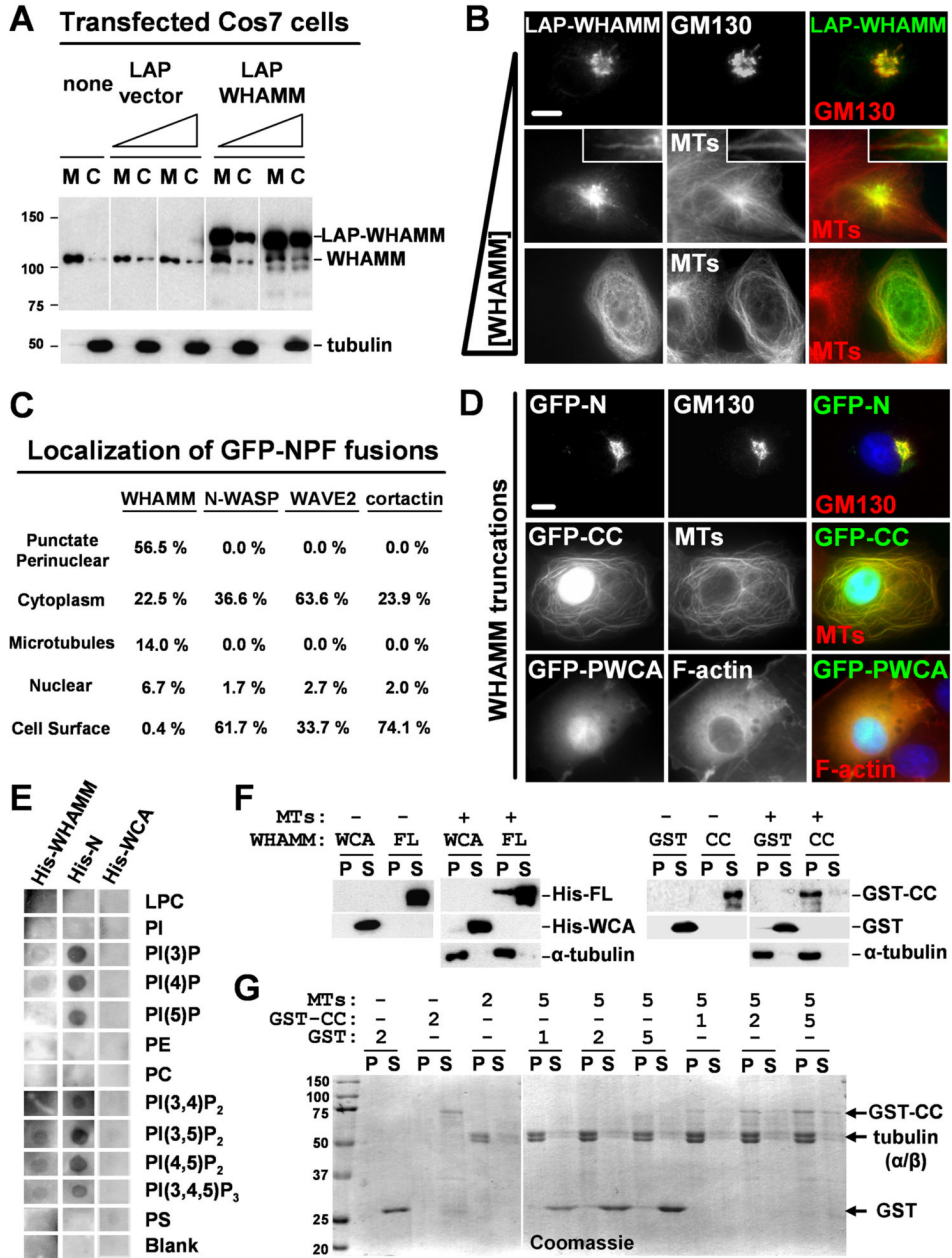 A Transfected Cos7 cells
none LAP vector LAP WHAMM
M C M C M C M C M C
150
100
75
50
LAP-WHAMM
WHAMM
tubulin
B
LAP-WHAMM GM130 LAP-WHAMM
GM130
MTs
MTs
MTs
MTs
[WHAMM]
C
Localization of GFP-NPF fusions
WHAMM N-WASP WAVE2 cortactin
Punctate Perinuclear 56.5 % 0.0 % 0.0 % 0.0 %
Cytoplasm 22.5 % 36.6 % 63.6 % 23.9 %
Microtubules 14.0 % 0.0 % 0.0 % 0.0 %
Nuclear 6.7 % 1.7 % 2.7 % 2.0 %
Cell Surface 0.4 % 61.7 % 33.7 % 74.1 %
D
WHAMM truncations
GFP-N GM130 GFP-N
GM130
GFP-CC MTs GFP-CC
MTs
GFP-PWCA F-actin GFP-PWCA
F-actin
E
His-WHAMM His-N His-WCA
LPC
PI
PI(3)P
PI(4)P
PI(5)P
PE
PC
PI(3,4)P2
PI(3,5)P2
PI(4,5)P2
PI(3,4,5)P3
PS
Blank
F
MTs: - - + +
WHAMM: WCA FL WCA FL
P S P S P S P S
His-FL
His-WCA
α-tubulin
- - + +
GST CC GST CC
P S P S P S P S
GST-CC
GST
α-tubulin
G
MTs: - - 2 5 5 5 5 5 5
GST-CC: - 2 - - - - 1 2 5
GST: 2 - - 1 2 5 - - -
P S P S P S P S P S P S P S P S P S
150
100
75
50
37
25
20
GST-CC
tubulin
(α/β)
GST
Coomassie